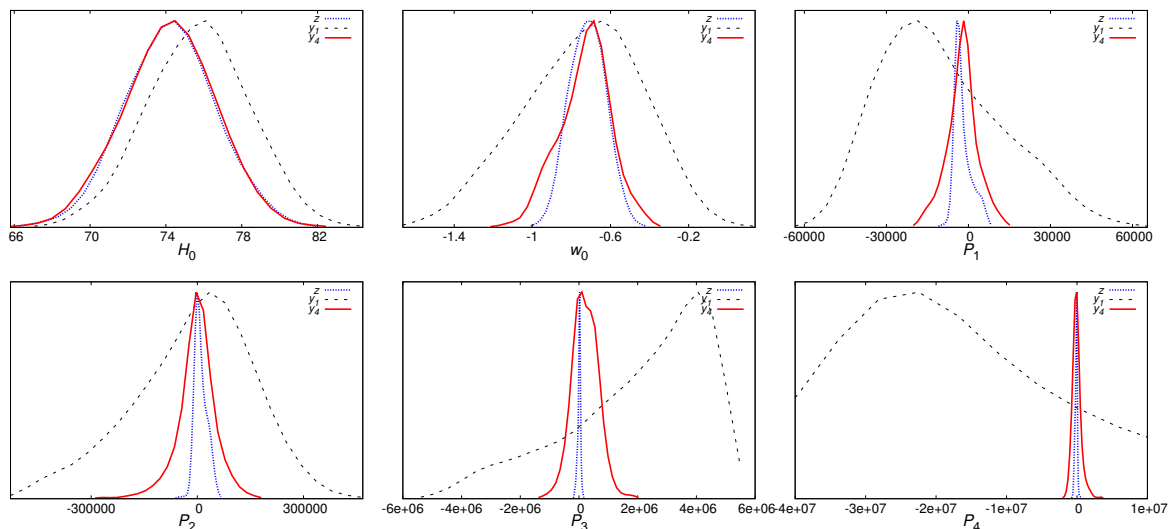 z
y1
y4
66 70 74 78 82
H0
z
y1
y4
-1.4 -1 -0.6 -0.2
w0
z
y1
y4
-60000 -30000 0 30000 60000
P1
z
y1
y4
-300000 0 300000
P2
z
y1
y4
-6e+06 -4e+06 -2e+06 0 2e+06 4e+06 6e+06
P3
z
y1
y4
-4e+07 -3e+07 -2e+07 -1e+07 0 1e+07
P4